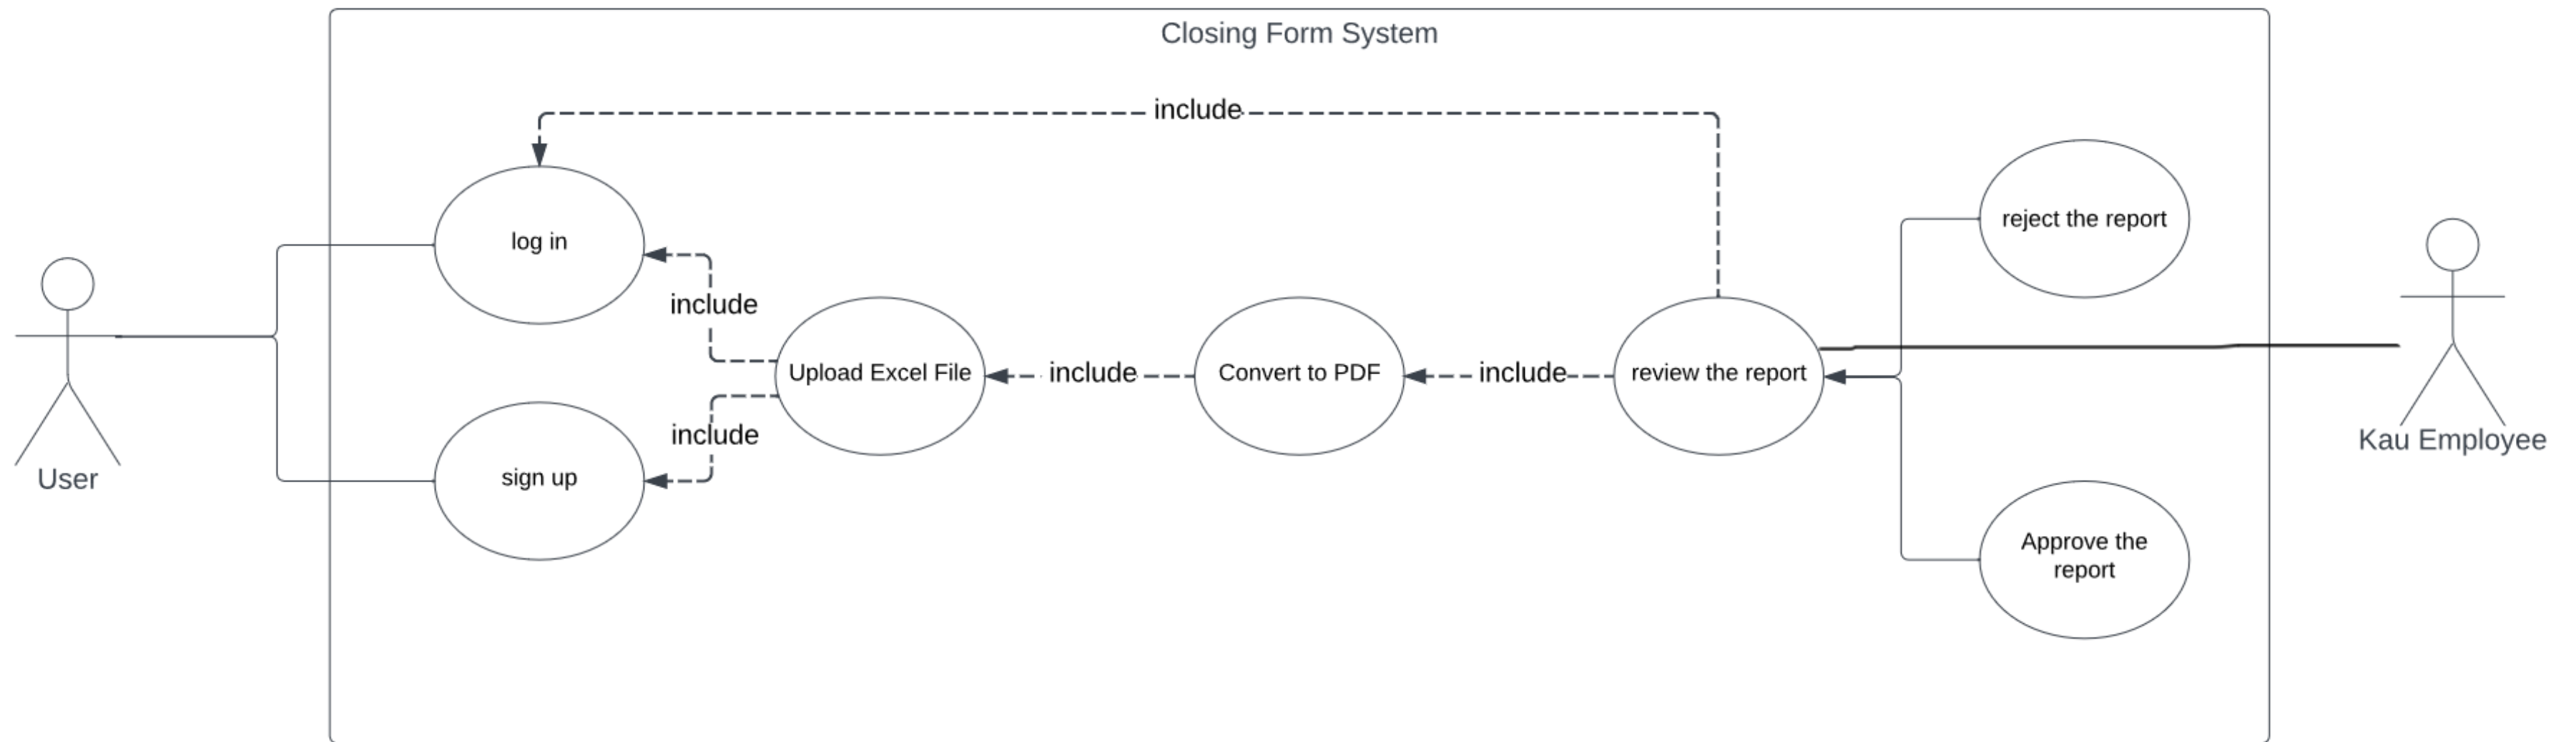 Closing Form System
include
reject the report
log in
include
Upload Excel File
include
Convert to PDF
include
review the report
include
sign up
User
Kau Employee
Approve the
report